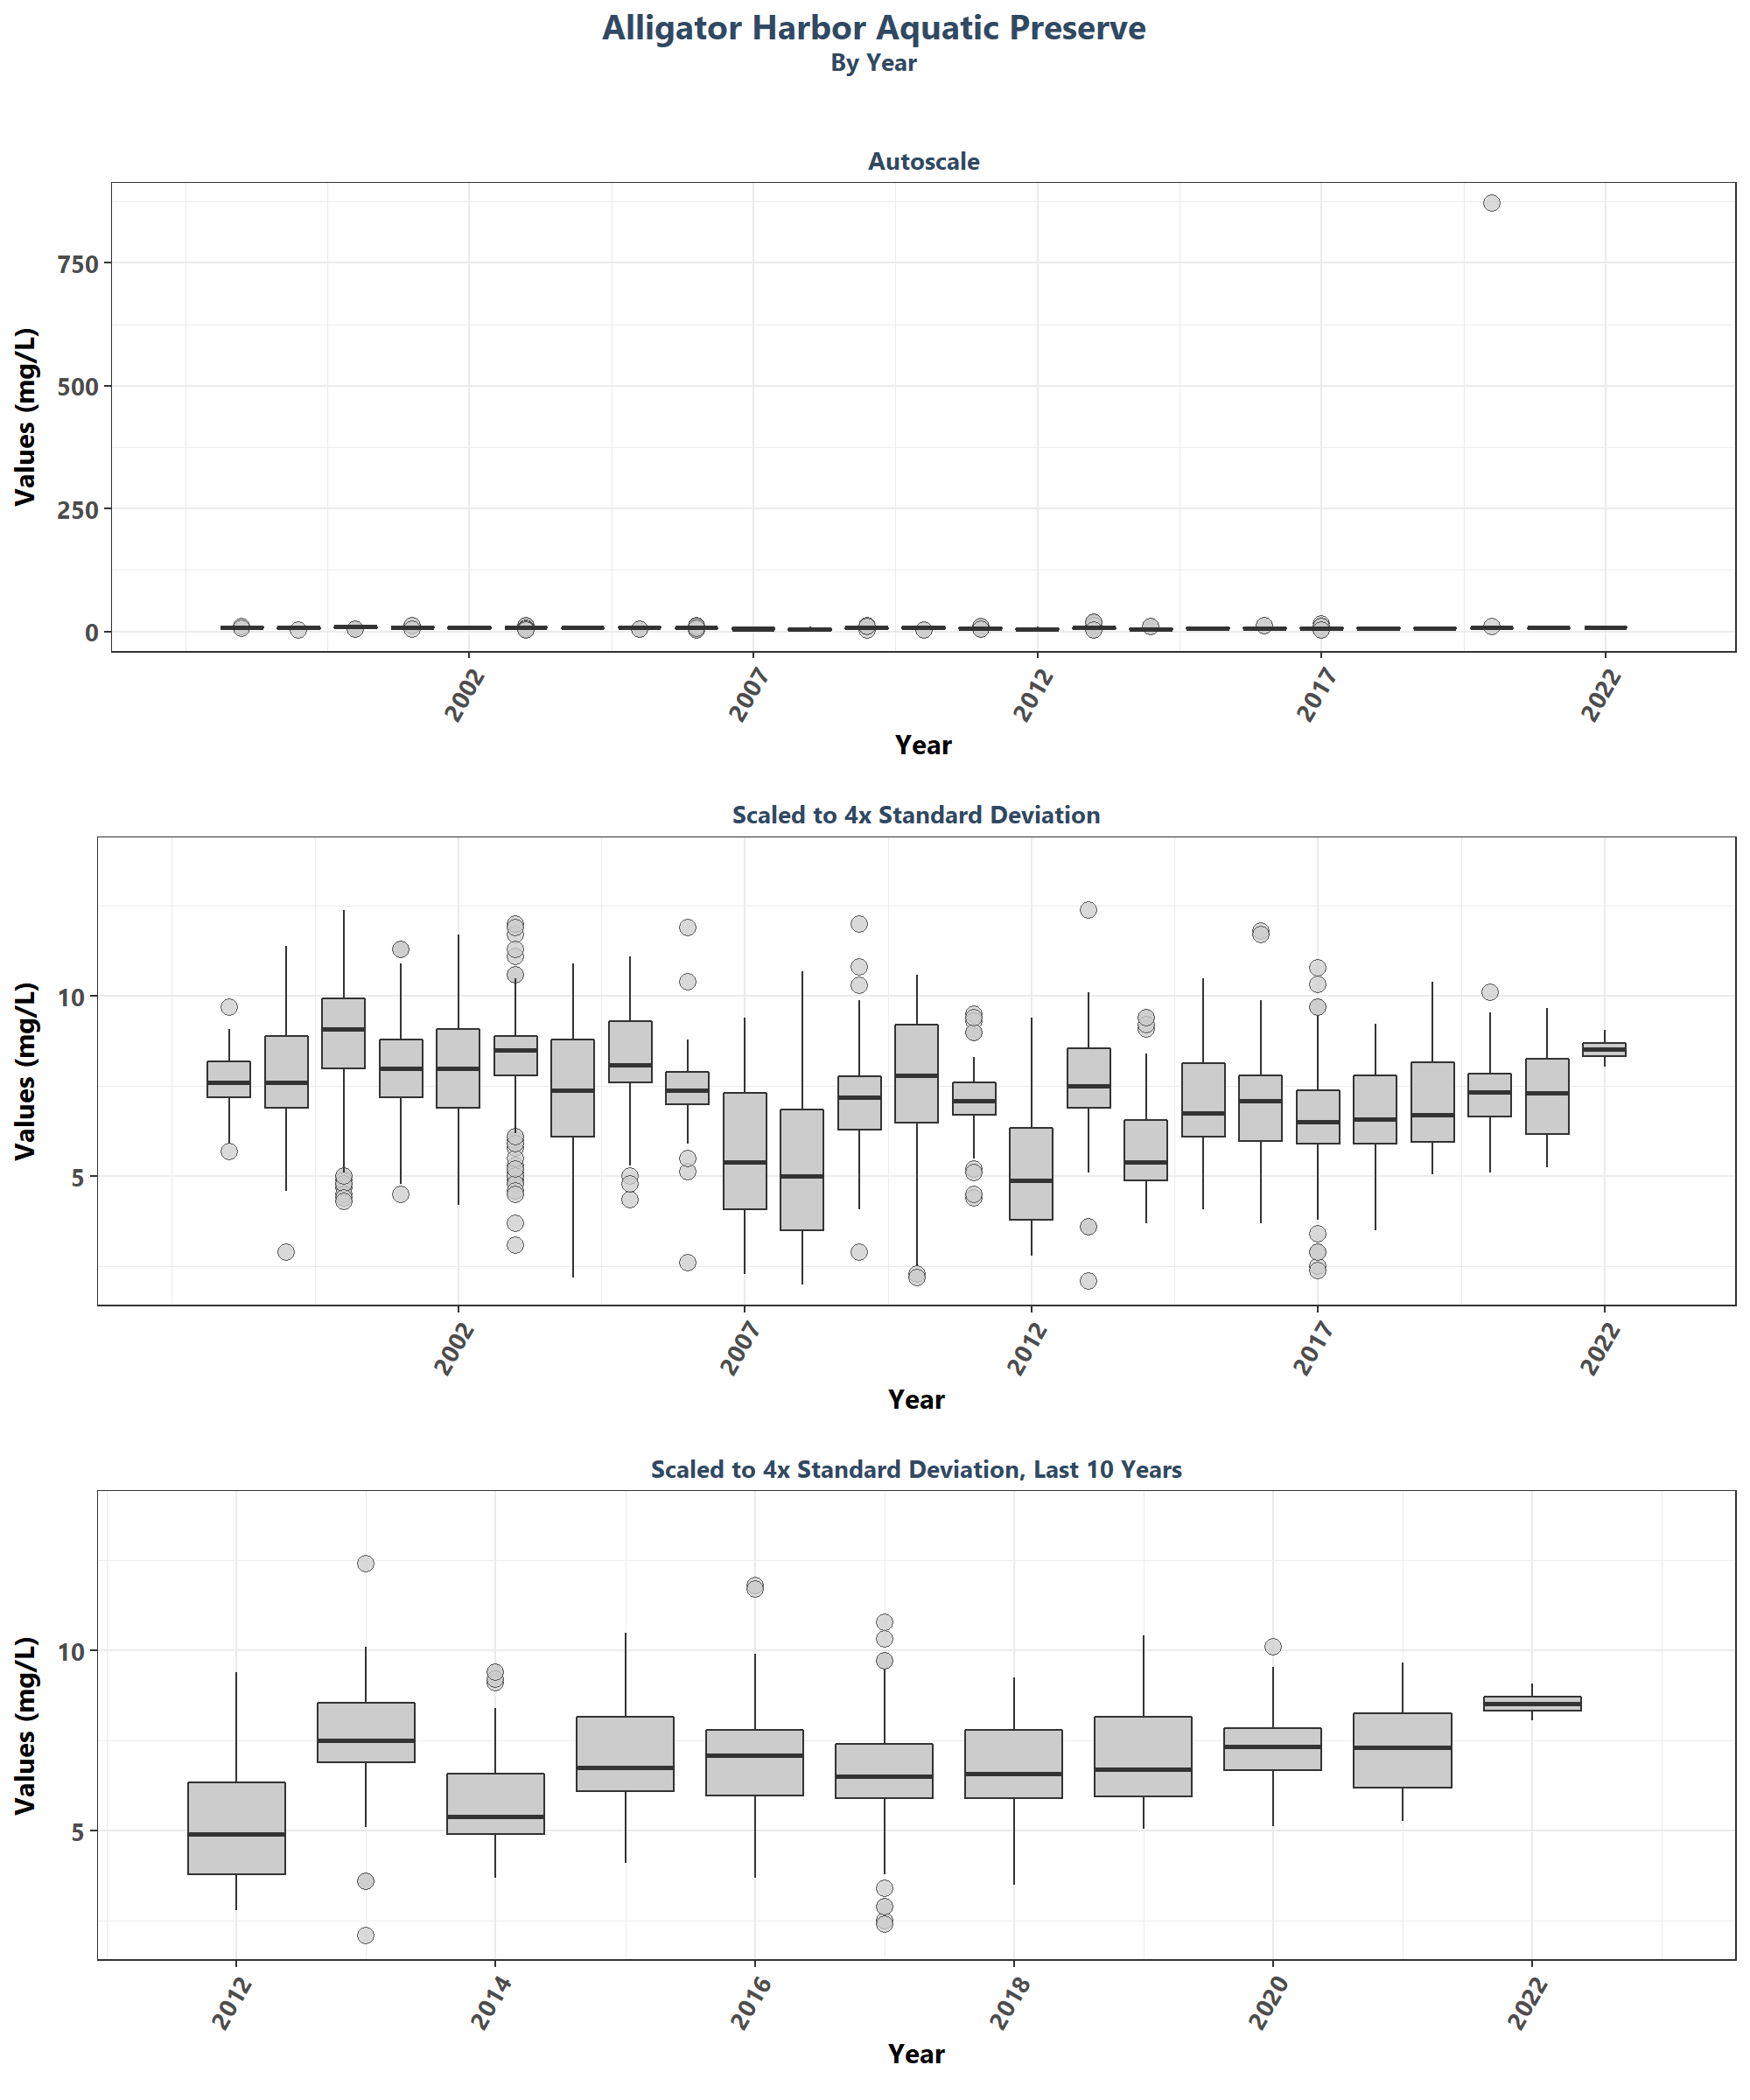 Alligator Harbor Aquatic Preserve
By Year
Autoscale
Values (mg/L)
750
500
250
0
2002
2007
2012
2017
2022
Year
Scaled to 4x Standard Deviation
Values (mg/L)
10
5
2002
2007
2012
2017
2022
Year
Scaled to 4x Standard Deviation, Last 10 Years
Values (mg/L)
10
5
2012
2014
2016
2018
2020
2022
Year